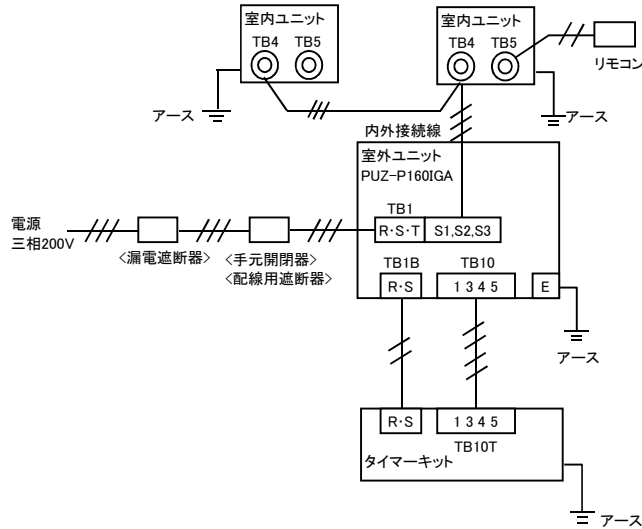 室内ユニット
TB4 TB5
アース
室内ユニット
TB4 TB5
リモコン
アース
内外接続線
室外ユニット
PUZ-P160IGA
TB1
R・S・T S1,S2,S3
電源
三相200V
<漏電遮断器>
<手元開閉器>
<配線用遮断器>
TB1B TB10
R・S 1 3 4 5 E
アース
R・S 1 3 4 5
TB10T
タイマーキット
アース